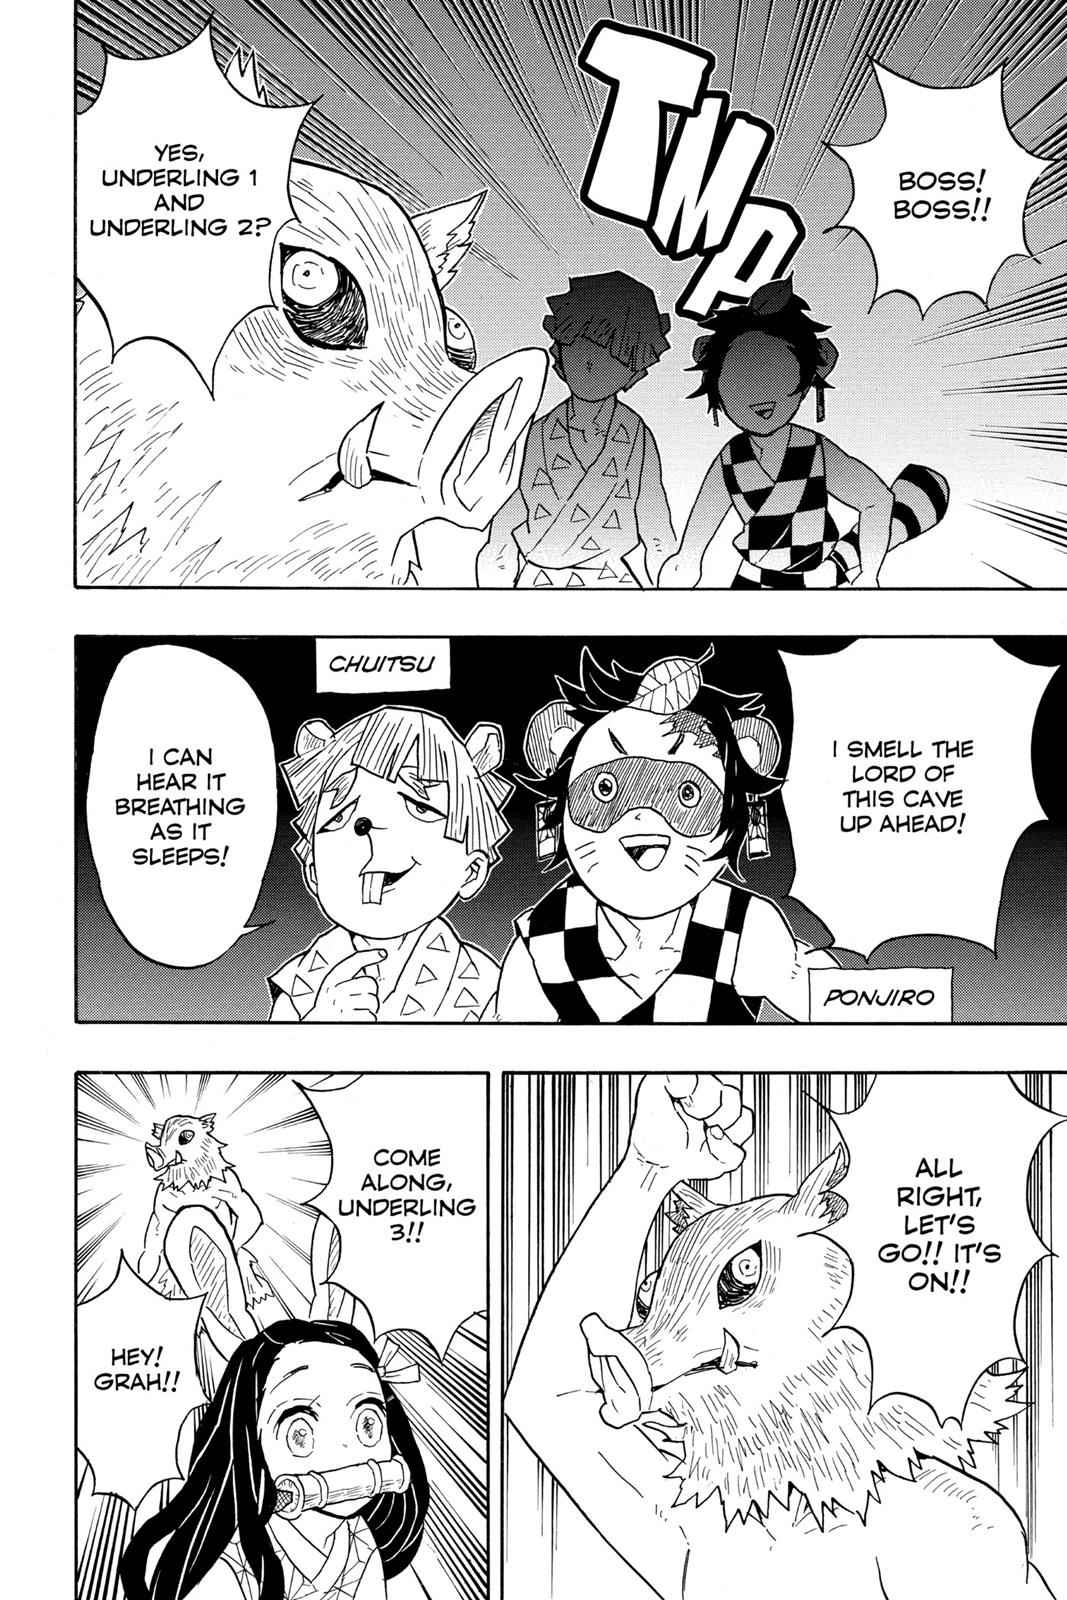 BOSS!
BOSS!!
TMP
YES,
UNDERLING 1
AND
UNDERLING 2?
I SMELL THE
LORD OF
THIS CAVE
UP AHEAD!
PONJIRO
CHUITSU
I CAN
HEAR IT
BREATHING
AS IT
SLEEPS!
ALL
RIGHT,
LET'S
GO!! IT'S
ON!!
COME
ALONG,
UNDERLING
3!!
HEY!
GRAH!!